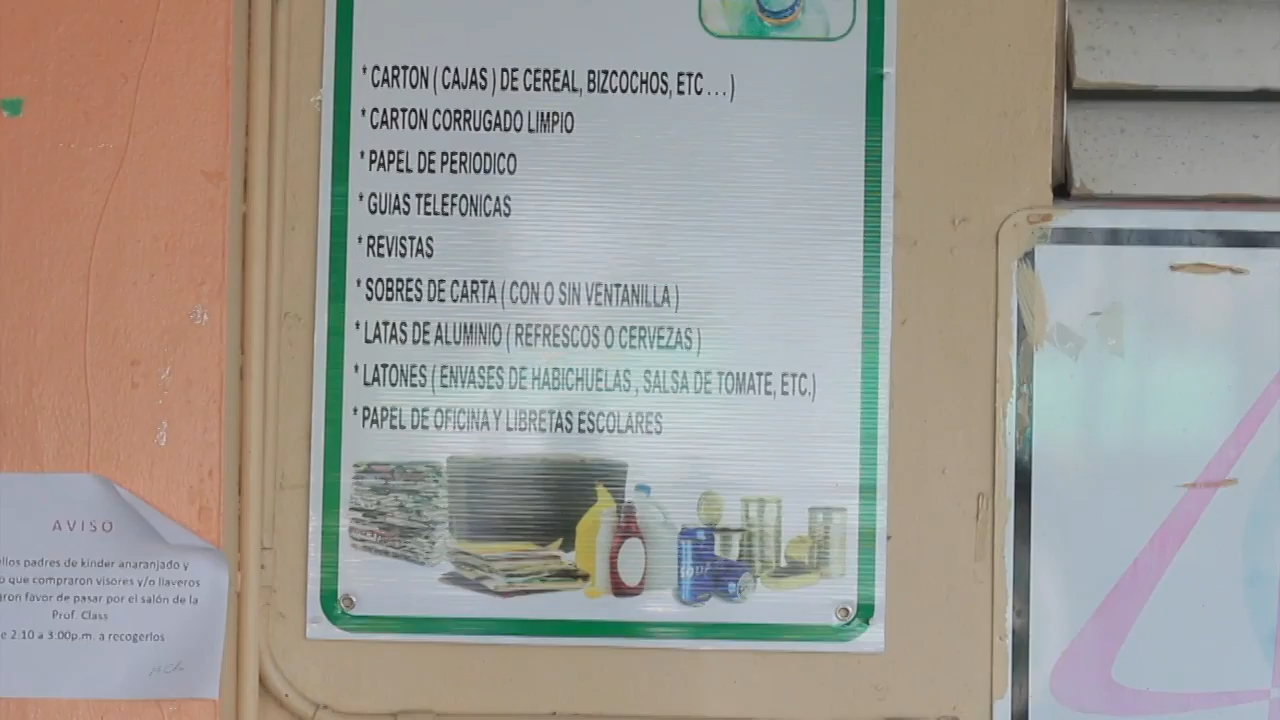 * CARTON ( CAJAS ) DE CEREAL, BIZCOCHOS, ETC . . . )
* CARTON CORRUGADO LIMPIO
* PAPEL DE PERIODICO
* GUIAS TELEFONICAS
* REVISTAS
* SOBRES DE CARTA ( CON O SIN VENTANILLA )
* LATAS DE ALUMINIO ( REFRESCOS O CERVEZAS )
* LATONES ( ENVASES DE HABICHUELAS , SALSA DE TOMATE, ETC.)
* PAPEL DE OFICINA Y LIBRETAS ESCOLARES
SODA
AVISO
padres de kinder anaranjado y
que compraron visores y/o llaveros
favor de pasar por el salón de la
Prof. Class
2:10 a 3:00p.m. a recogerlos